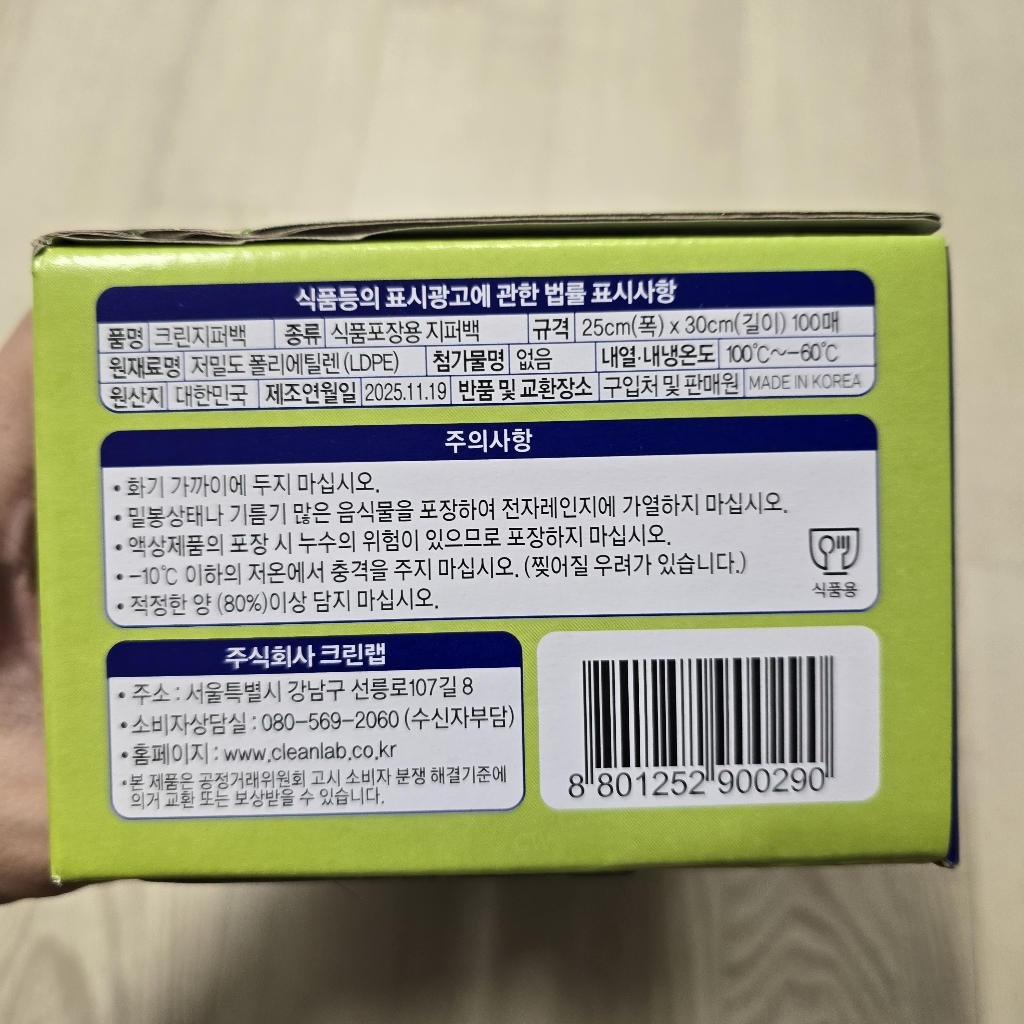 식품등의 표시광고에 관한 법률 표시사항
품명 크린지퍼백 종류 식품포장용 지퍼백 규격 25cm(폭) x 30cm(길이) 100매
원재료명 저밀도 폴리에틸렌 (LDPE) 첨가물명 없음 내열·내냉온도 100℃~-60℃
원산지 대한민국 제조연월일 2025.11.19 반품 및 교환장소 구입처 및 판매원 MADE IN KOREA
주의사항
• 화기 가까이에 두지 마십시오.
• 밀봉상태나 기름기 많은 음식물을 포장하여 전자레인지에 가열하지 마십시오.
• 액상제품의 포장 시 누수의 위험이 있으므로 포장하지 마십시오.
• -10℃ 이하의 저온에서 충격을 주지 마십시오. (찢어질 우려가 있습니다.)
• 적정한 양 (80%)이상 담지 마십시오.
식품용
주식회사 크린랩
• 주소 : 서울특별시 강남구 선릉로107길 8
• 소비자상담실 : 080-569-2060 (수신자부담)
• 홈페이지 : www.cleanlab.co.kr
• 본 제품은 공정거래위원회 고시 소비자 분쟁 해결기준에
의거 교환 또는 보상받을 수 있습니다.
8 801252 900290